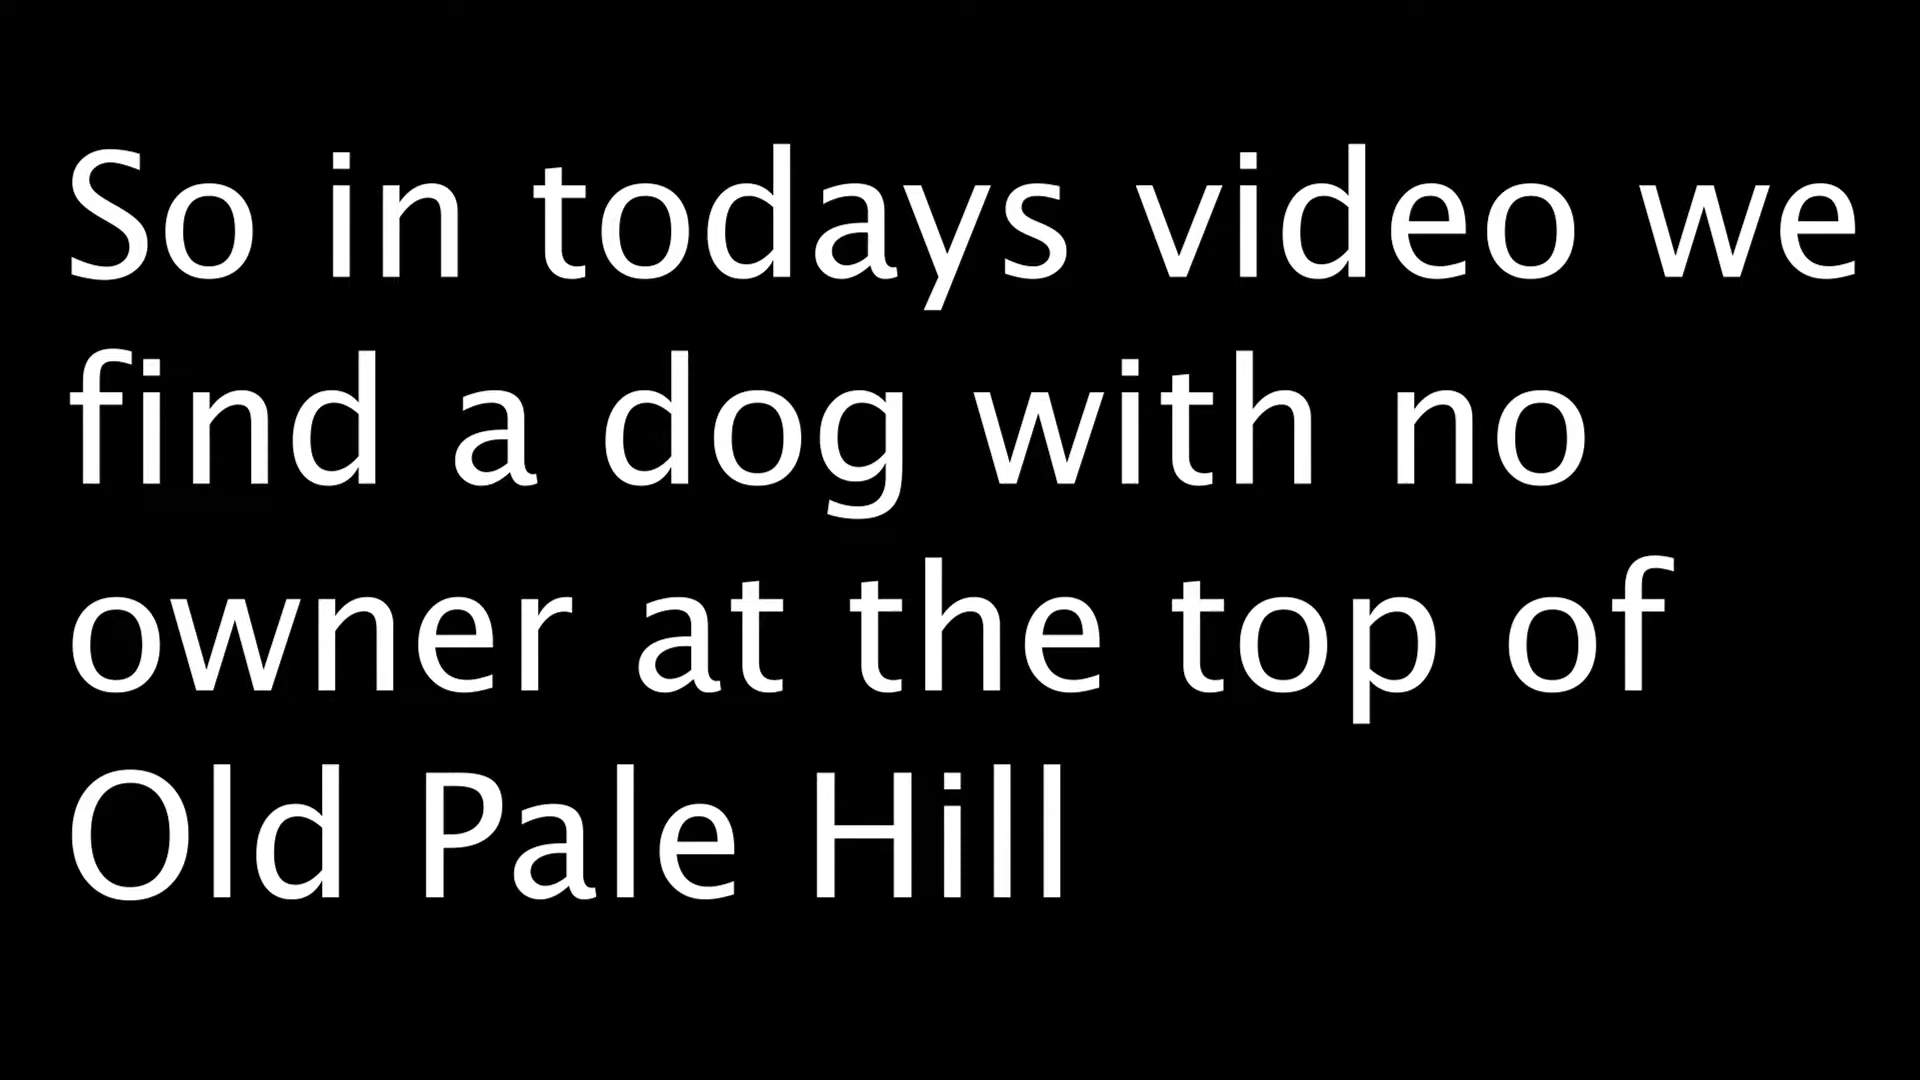 So in todays video we
find a dog with no
owner at the top of
Old Pale Hill